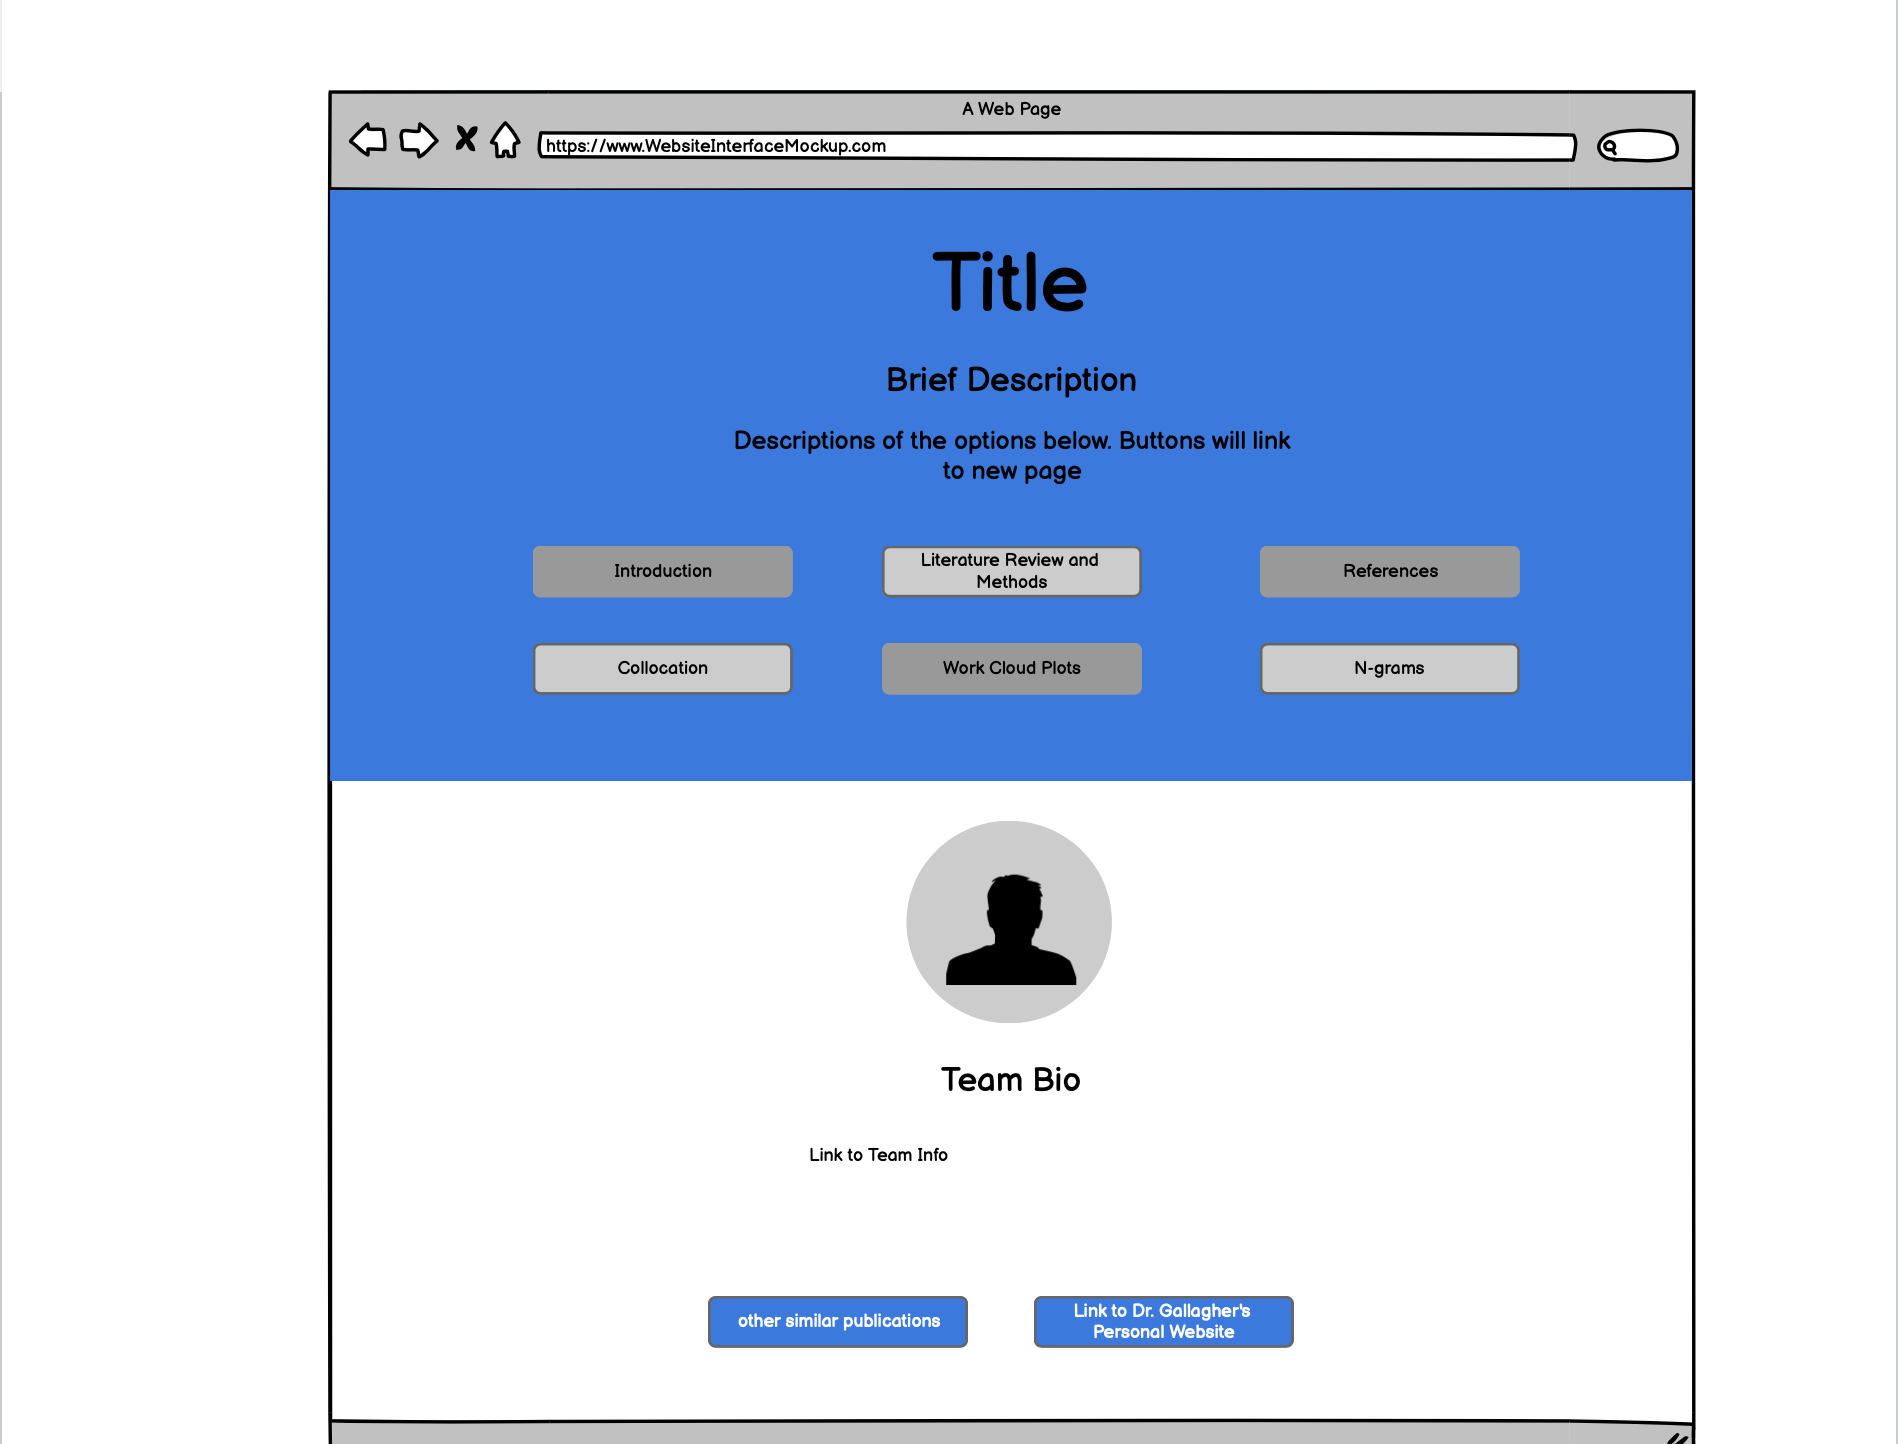 A Web Page
https://www.WebsiteInterfaceMockup.com
Title
Brief Description
Descriptions of the options below. Buttons will link
to new page
Introduction
Literature Review and
Methods
References
Collocation
Work Cloud Plots
N-grams
Team Bio
Link to Team Info
other similar publications
Link to Dr. Gallagher's
Personal Website